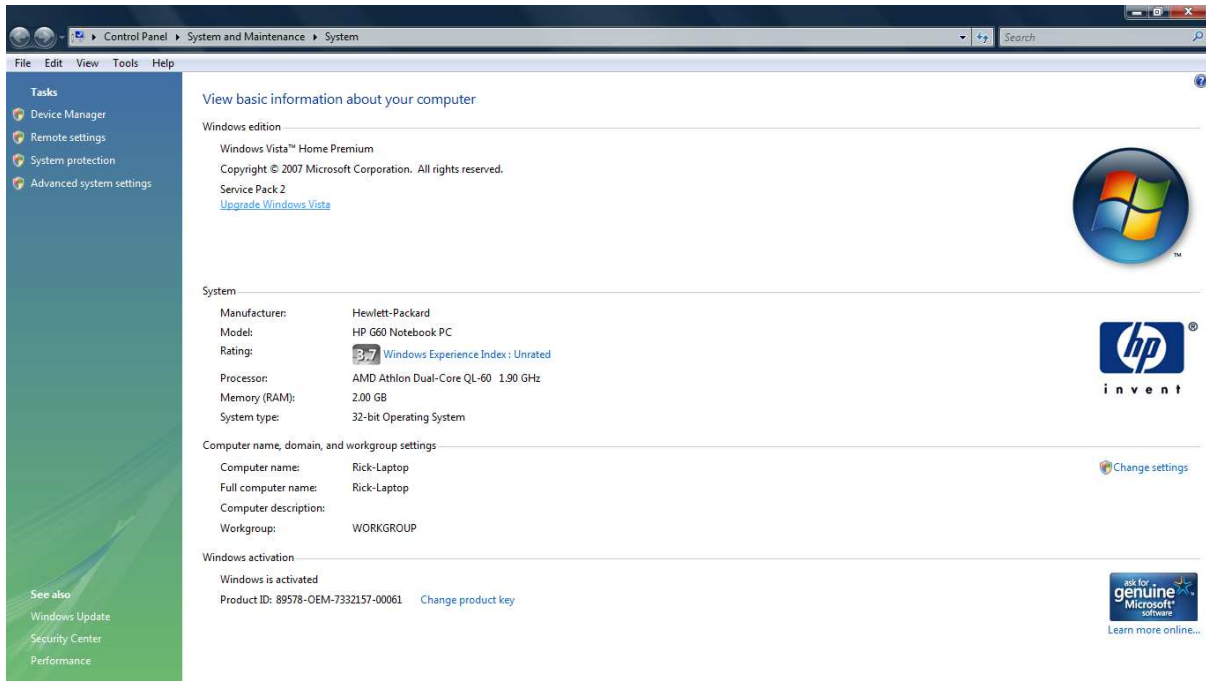 Control Panel ▸ System and Maintenance ▸ System
Search
File Edit View Tools Help
Tasks
Device Manager
Remote settings
System protection
Advanced system settings
See also
Windows Update
Security Center
Performance
View basic information about your computer
Windows edition
Windows Vista™ Home Premium
Copyright © 2007 Microsoft Corporation. All rights reserved.
Service Pack 2
Upgrade Windows Vista
TM
System
Manufacturer: Hewlett-Packard
Model: HP G60 Notebook PC
Rating: 3,7 Windows Experience Index : Unrated
Processor: AMD Athlon Dual-Core QL-60 1.90 GHz
Memory (RAM): 2.00 GB
System type: 32-bit Operating System
hp ®
invent
Computer name, domain, and workgroup settings
Computer name: Rick-Laptop
Change settings
Full computer name: Rick-Laptop
Computer description:
Workgroup: WORKGROUP
Windows activation
Windows is activated
Product ID: 89578-OEM-7332157-00061 Change product key
ask for
genuine
Microsoft
software
Learn more online...